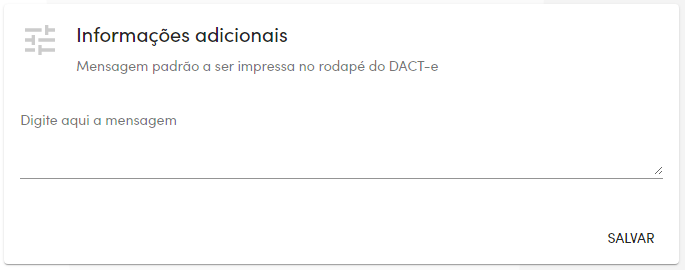 Informações adicionais
Mensagem padrão a ser impressa no rodapé do DACT-e
Digite aqui a mensagem
SALVAR